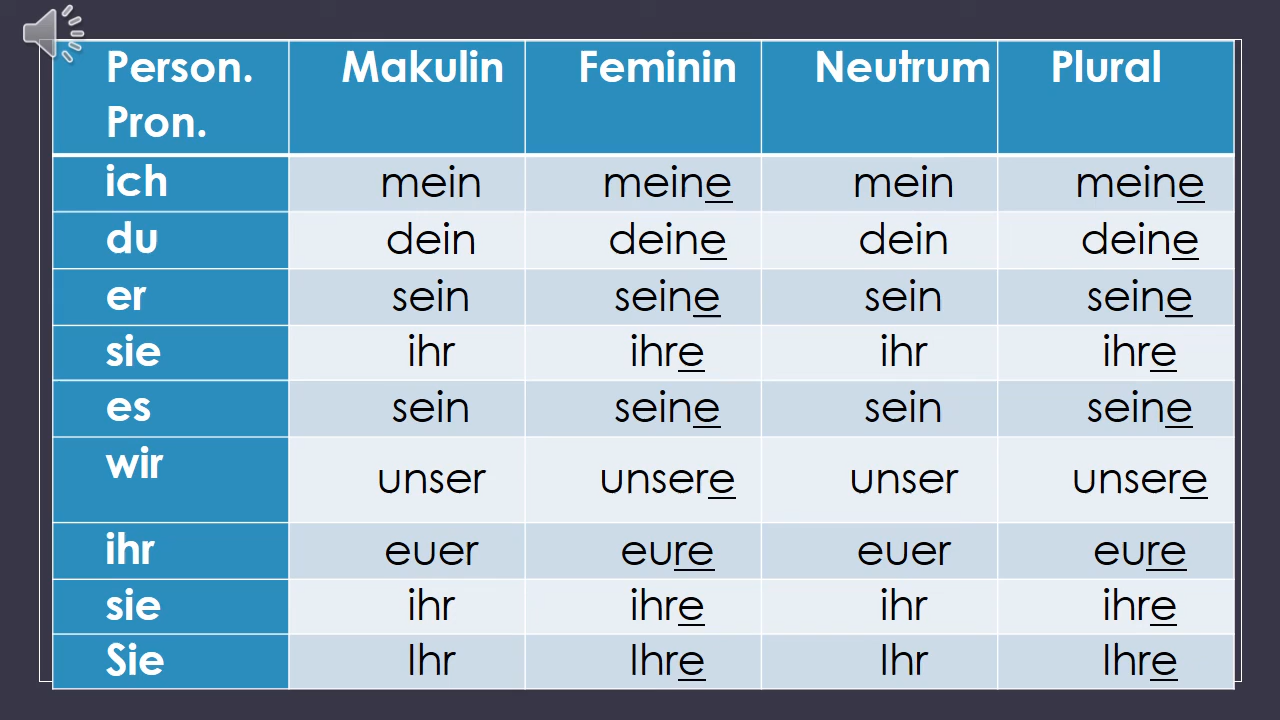 Person. Makulin Feminin Neutrum Plural
Pron.
ich mein meine mein meine
du dein deine dein deine
er sein seine sein seine
sie ihr ihre ihr ihre
es sein seine sein seine
wir unser unsere unser unsere
ihr euer eure euer eure
sie ihr ihre ihr ihre
Sie Ihr Ihre Ihr Ihre